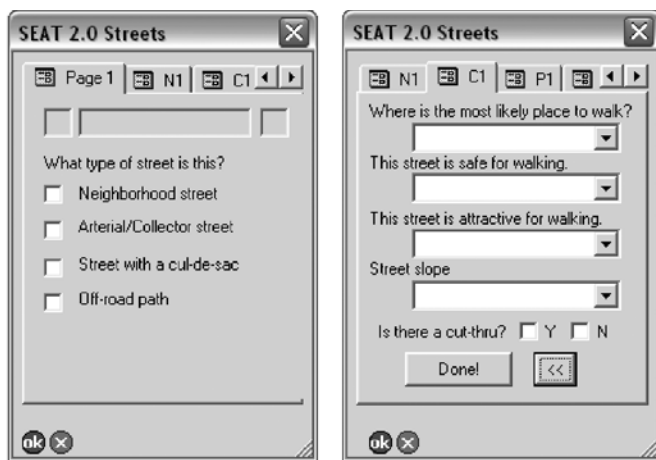 SEAT 2.0 Streets
Page 1 N1 C1
What type of street is this?
Neighborhood street
Arterial/Collector street
Street with a cul-de-sac
Off-road path
ok
SEAT 2.0 Streets
N1 C1 P1
Where is the most likely place to walk?
This street is safe for walking.
This street is attractive for walking.
Street slope
Is there a cut-thru? Y N
Done! <<
ok